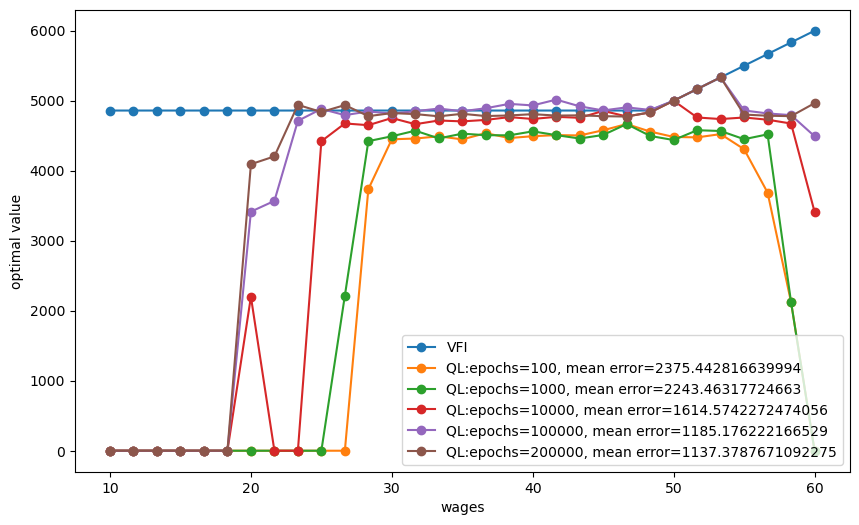 6000
5000
4000
3000
2000
1000
0
optimal value
10
20
30
40
50
60
wages
VFI
QL:epochs=100, mean error=2375.442816639994
QL:epochs=1000, mean error=2243.46317724663
QL:epochs=10000, mean error=1614.5742272474056
QL:epochs=100000, mean error=1185.176222166529
QL:epochs=200000, mean error=1137.3787671092275